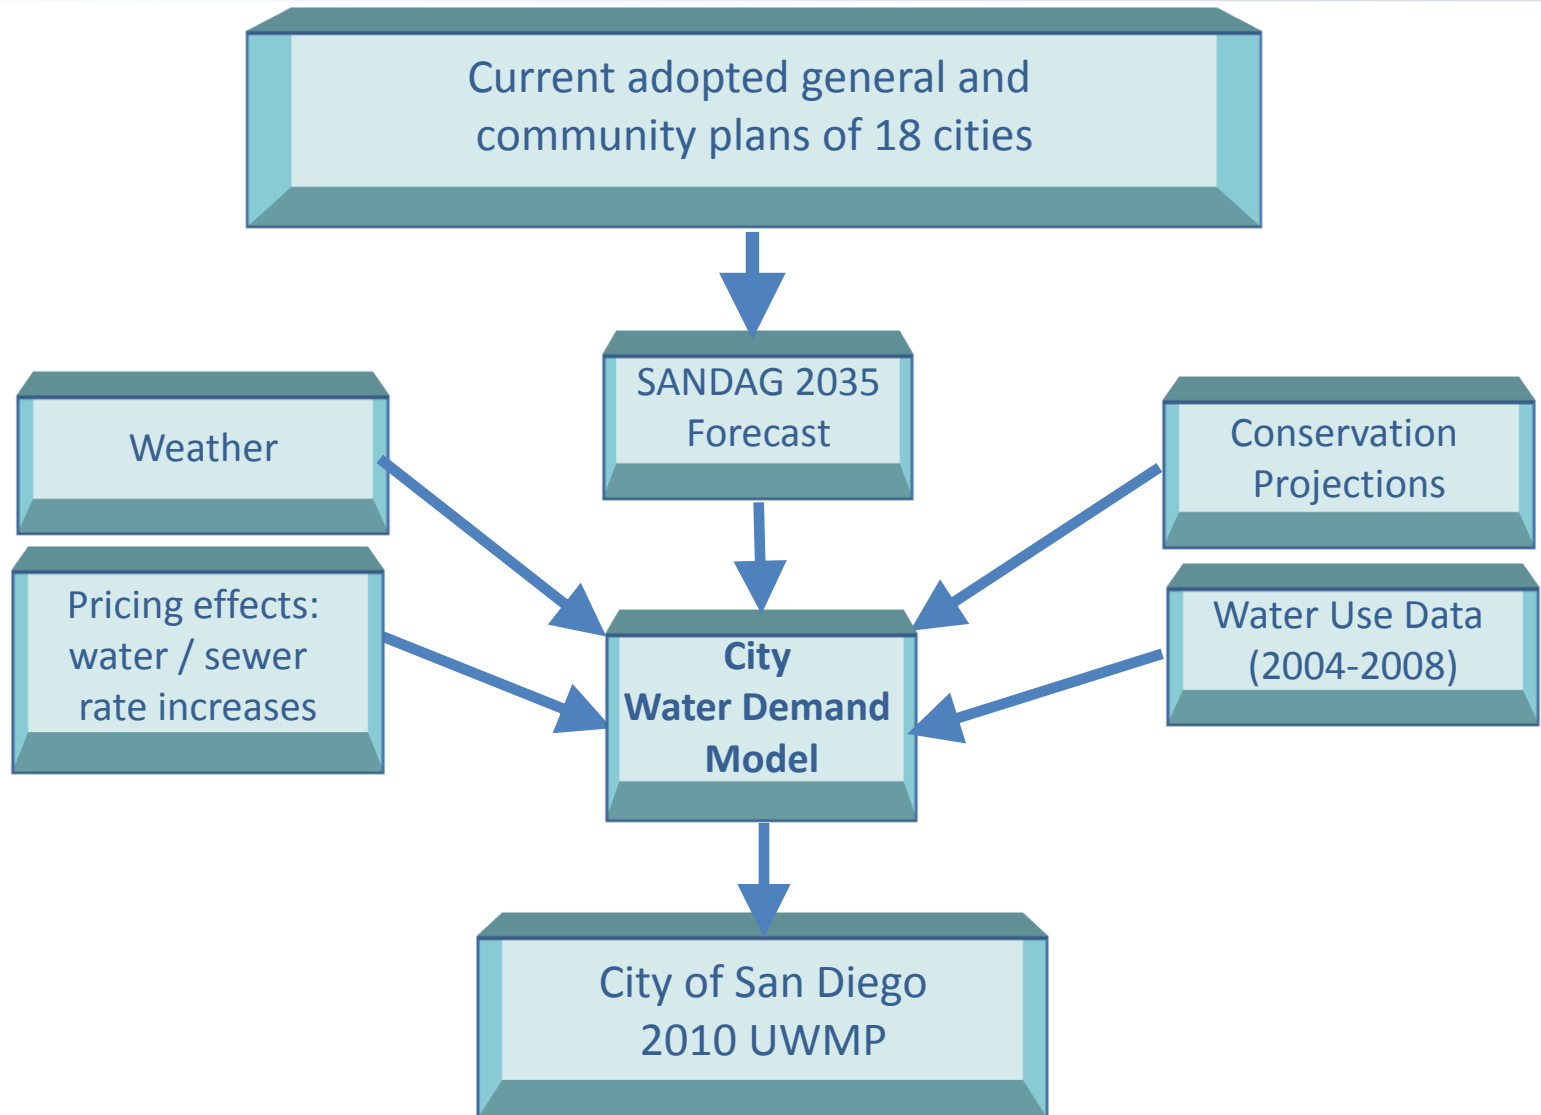 Current adopted general and
community plans of 18 cities
SANDAG 2035
Forecast
Weather
Conservation
Projections
Pricing effects:
water / sewer
rate increases
City
Water Demand
Model
Water Use Data
(2004-2008)
City of San Diego
2010 UWMP